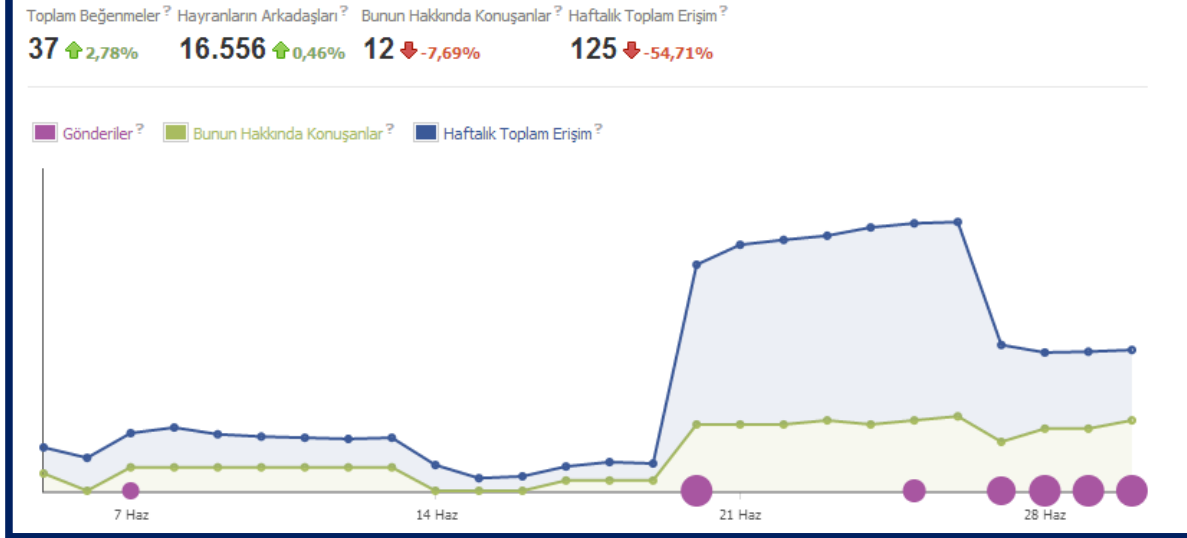 Toplam Beğenmeler? Hayranların Arkadaşları? Bunun Hakkında Konuşanlar? Haftalık Toplam Erişim?
37 2,78% 16.556 0,46% 12 -7,69% 125 -54,71%
Gönderiler? Bunun Hakkında Konuşanlar? Haftalık Toplam Erişim?
7 Haz 14 Haz 21 Haz 28 Haz